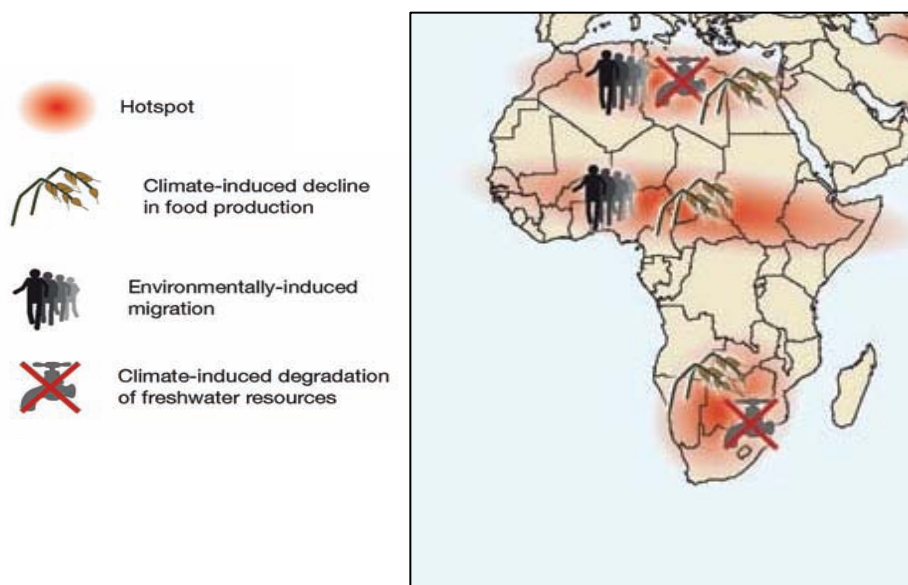 Hotspot
Climate-induced decline
in food production
Environmentally-induced
migration
Climate-induced degradation
of freshwater resources